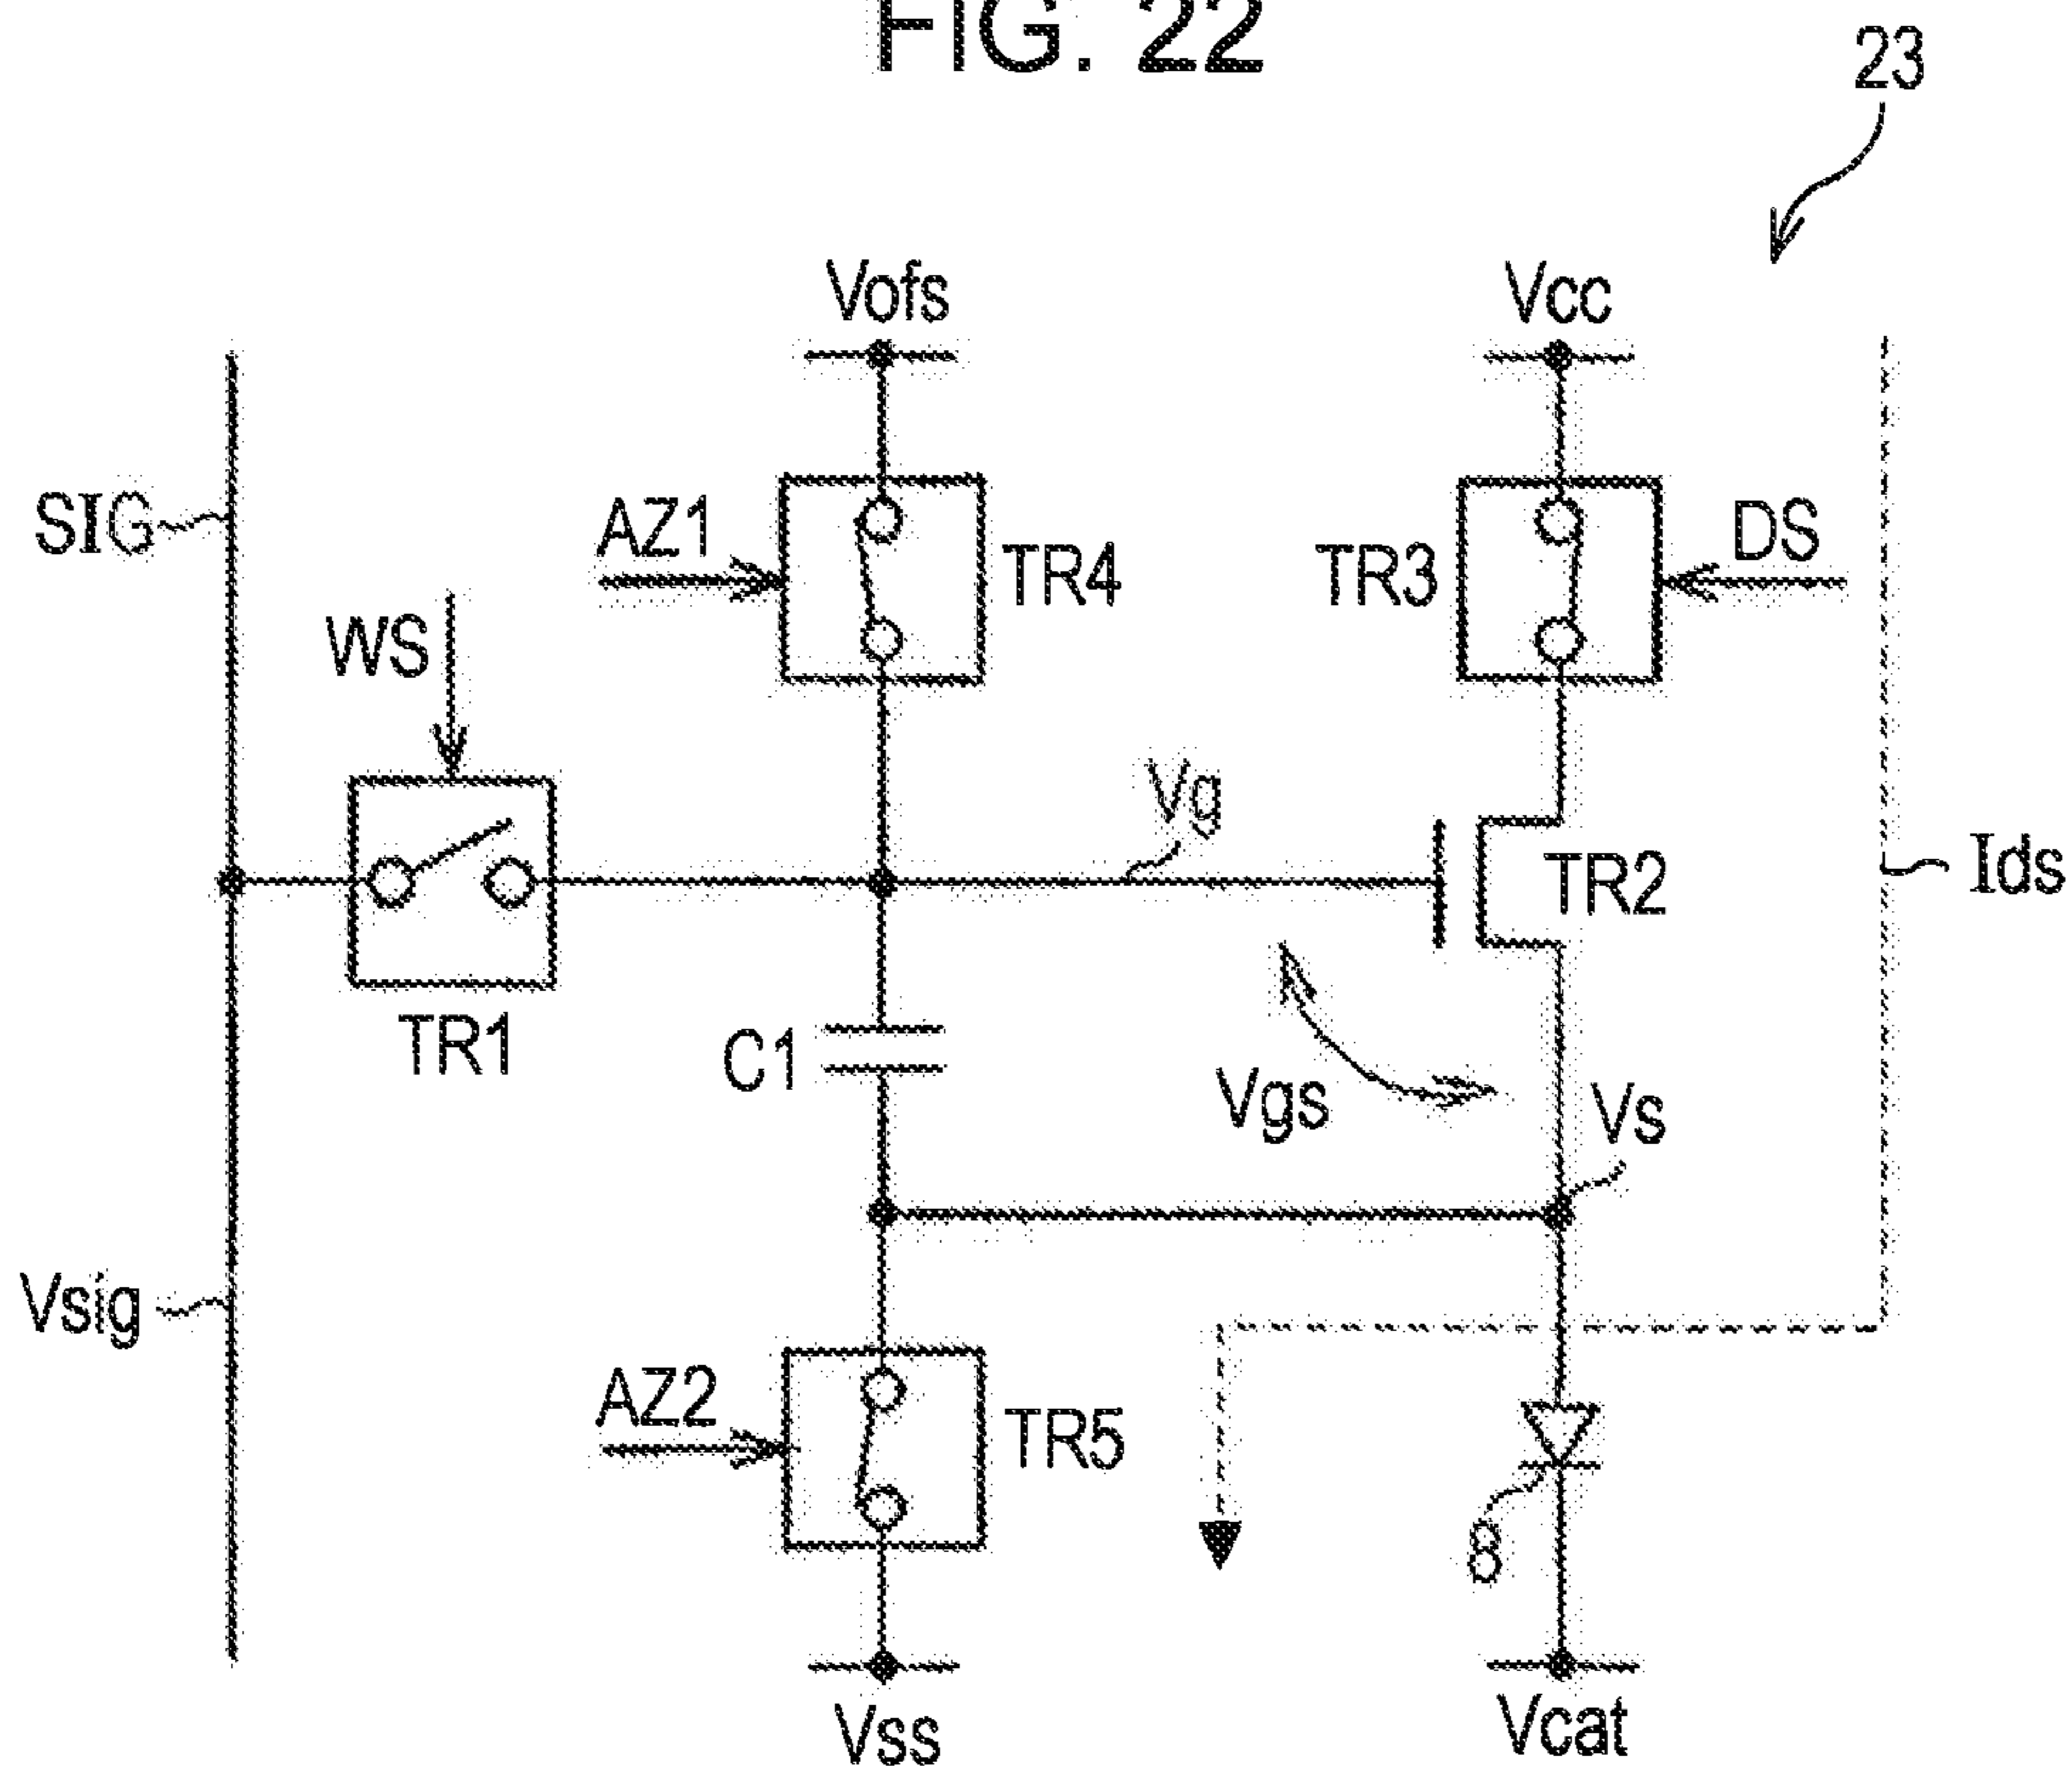 FIG. 22
23
Vofs
Vcc
SIG
AZ1
TR4
TR3
DS
WS
Vg
TR2
Ids
TR1
C1
Vgs
Vs
Vsig
AZ2
TR5
8
Vss
Vcat